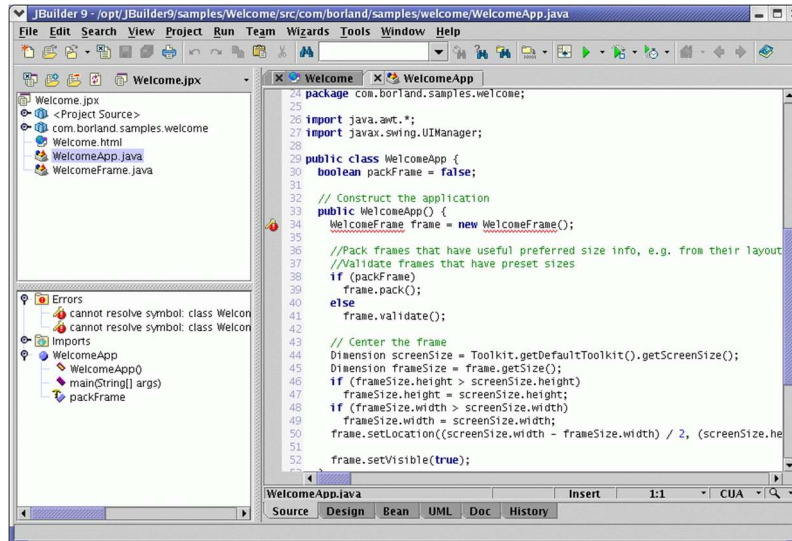 JBuilder 9 - /opt/JBuilder9/samples/Welcome/src/com/borland/samples/welcome/WelcomeApp.java
File Edit Search View Project Run Team Wizards Tools Window Help
Welcome.jpx
Welcome.jpx
<Project Source>
com.borland.samples.welcome
Welcome.html
WelcomeApp.java
WelcomeFrame.java
Errors
cannot resolve symbol: class Welcon
cannot resolve symbol: class Welcon
Imports
WelcomeApp
WelcomeApp()
main(String[] args)
packFrame
Welcome WelcomeApp
24 package com.borland.samples.welcome;
25
26 import java.awt.*;
27 import javax.swing.UIManager;
28
29 public class WelcomeApp {
30 boolean packFrame = false;
31
32 // Construct the application
33 public WelcomeApp() {
34 WelcomeFrame frame = new WelcomeFrame();
35
36 //Pack frames that have useful preferred size info, e.g. from their layout
37 //Validate frames that have preset sizes
38 if (packFrame)
39 frame.pack();
40 else
41 frame.validate();
42
43 // Center the frame
44 Dimension screenSize = Toolkit.getDefaultToolkit().getScreenSize();
45 Dimension frameSize = frame.getSize();
46 if (frameSize.height > screenSize.height)
47 frameSize.height = screenSize.height;
48 if (frameSize.width > screenSize.width)
49 frameSize.width = screenSize.width;
50 frame.setLocation((screenSize.width - frameSize.width) / 2, (screenSize.he
51
52 frame.setVisible(true);
WelcomeApp.java Insert 1:1 CUA
Source Design Bean UML Doc History